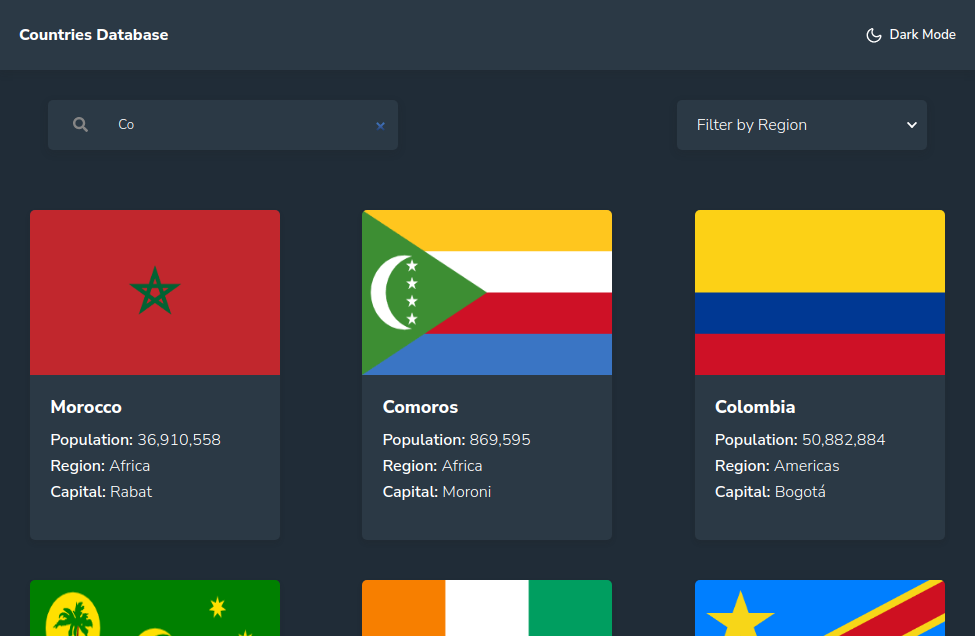 Countries Database
Dark Mode
Co
Filter by Region
Morocco
Population: 36,910,558
Region: Africa
Capital: Rabat
Comoros
Population: 869,595
Region: Africa
Capital: Moroni
Colombia
Population: 50,882,884
Region: Americas
Capital: Bogotá